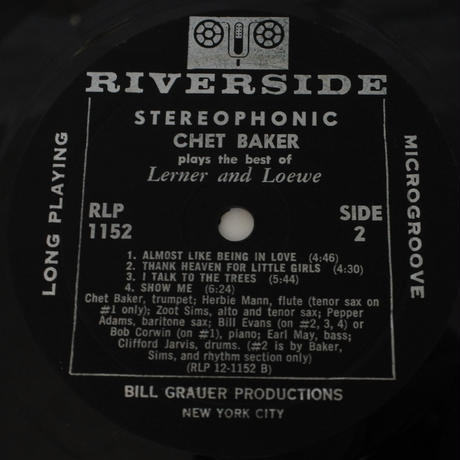 RIVERSIDE
STEREOPHONIC
CHET BAKER
plays the best of
Lerner and Loewe
LONG PLAYING
MICROGROOVE
RLP
1152
SIDE
2
1. ALMOST LIKE BEING IN LOVE (4:46)
2. THANK HEAVEN FOR LITTLE GIRLS (4:30)
3. I TALK TO THE TREES (5:44)
4. SHOW ME (6:24)
Chet Baker, trumpet; Herbie Mann, flute (tenor sax on
#1 only); Zoot Sims, alto and tenor sax; Pepper
Adams, baritone sax; Bill Evans (on #2, 3, 4) or
Bob Corwin (on #1), piano; Earl May, bass;
Clifford Jarvis, drums. (#2 is by Baker,
Sims, and rhythm section only)
(RLP 12-1152 B)
BILL GRAUER PRODUCTIONS
NEW YORK CITY